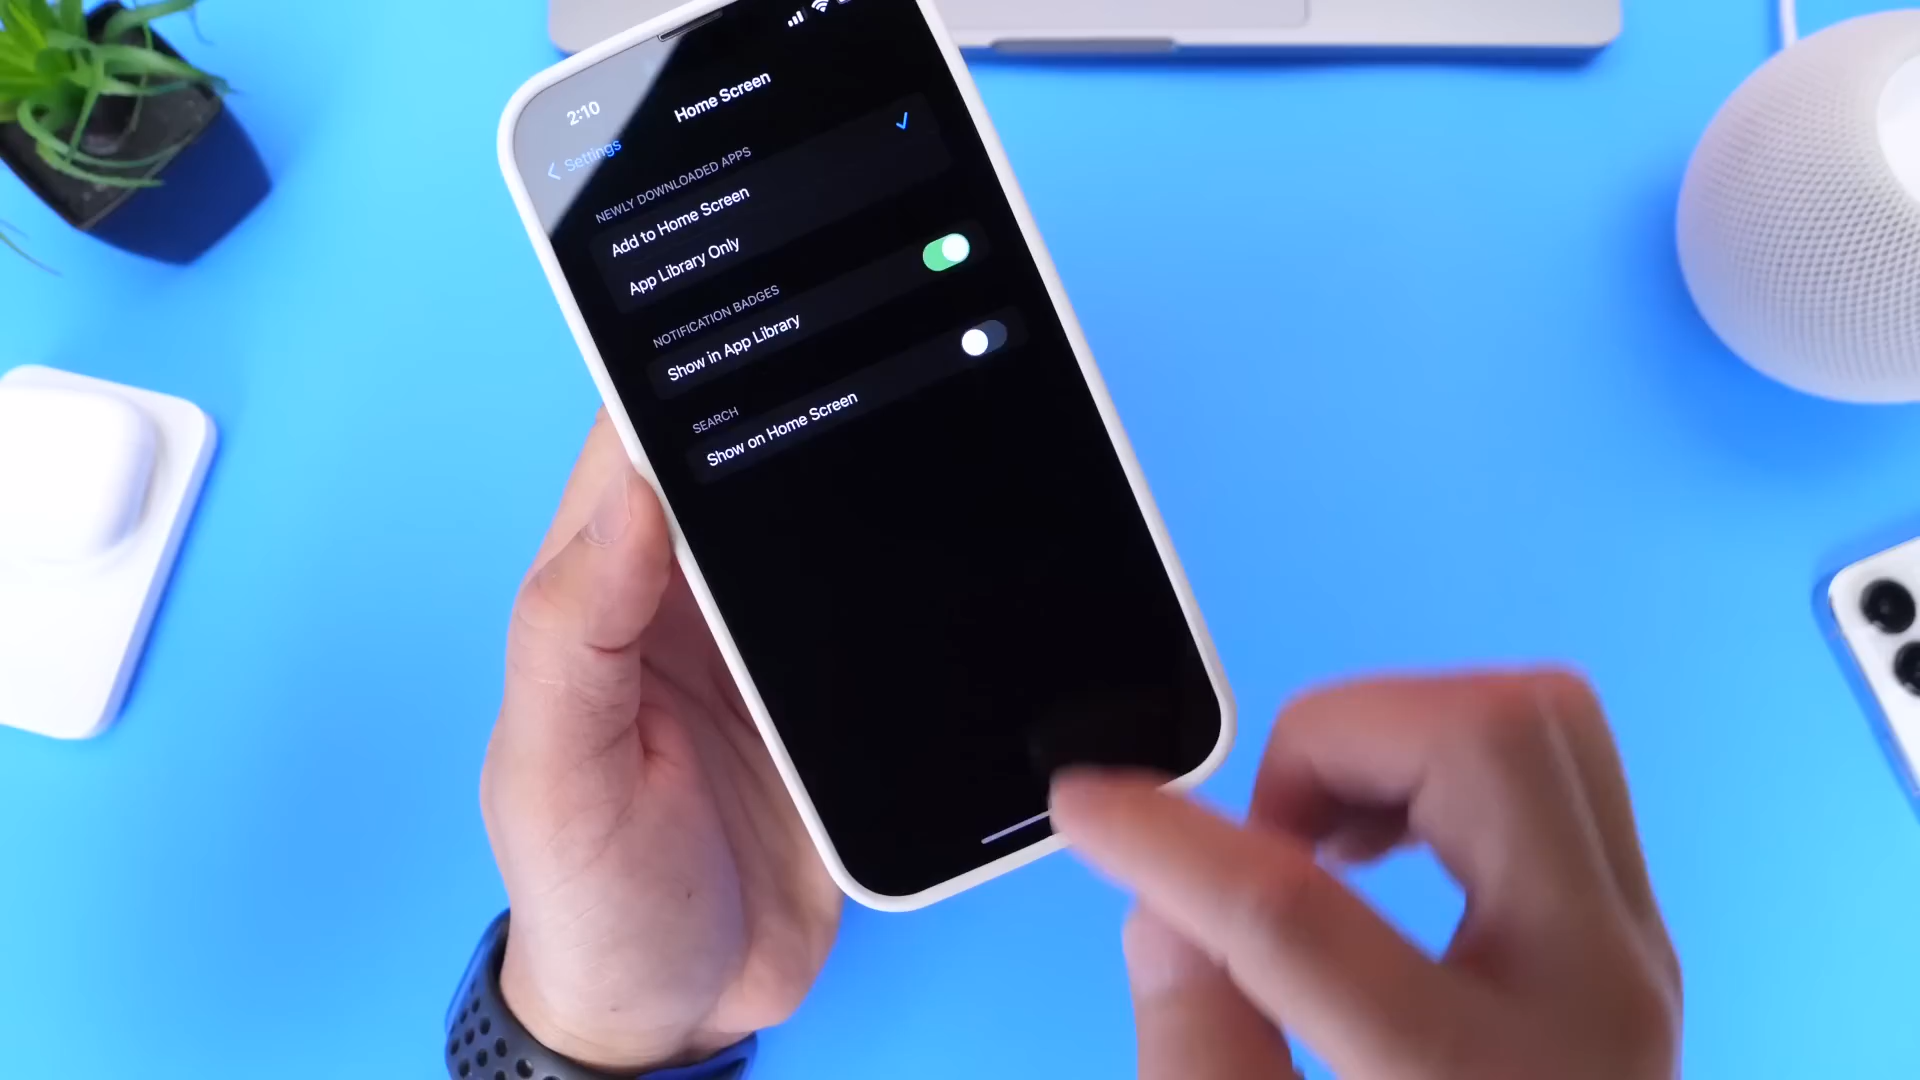 2:10
Home Screen
Settings
NEWLY DOWNLOADED APPS
Add to Home Screen
App Library Only
NOTIFICATION BADGES
Show in App Library
SEARCH
Show on Home Screen